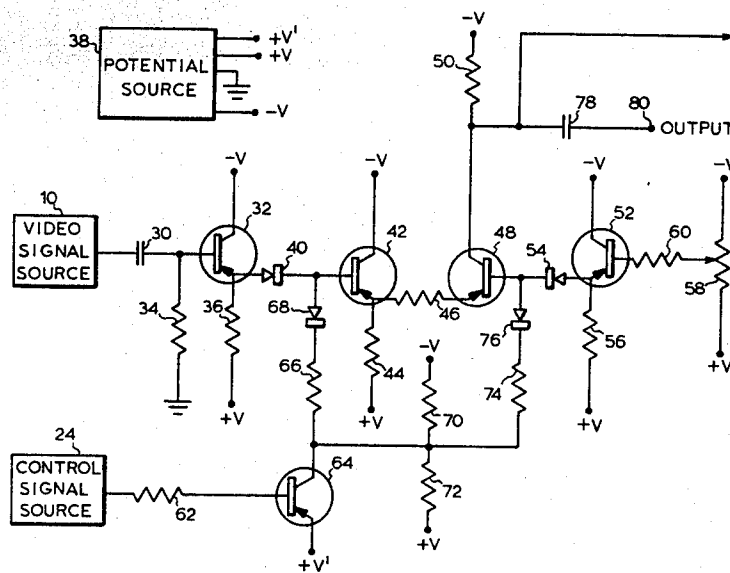 38
POTENTIAL
SOURCE
+V'
+V
-V
-V
50
78
80
OUTPUT
10
VIDEO
SIGNAL
SOURCE
30
-V
32
40
-V
42
48
-V
52
54
60
58
34
36
68
46
76
56
66
44
-V
74
+V
+V
+V
70
+V
24
CONTROL
SIGNAL
SOURCE
62
64
72
+V'
+V